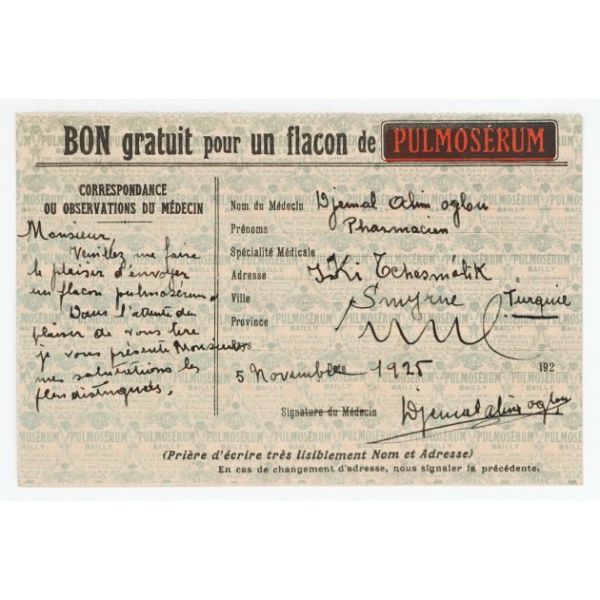 BON gratuit pour un flacon de PULMOSÉRUM
CORRESPONDANCE
OU OBSERVATIONS DU MÉDECIN
Monsieur,
Veuillez me faire
le plaisir d'envoyer
un flacon pulmosérum
Dans l'attente du
plaisir de vous lire
je vous présente Monsieur
mes salutations les
plus distingués.
Nom du Médecin Djemal Alim oglou
Prénoms Pharmacien
Spécialité Médicale
Adresse IKi Tchesmélik
Ville Smyrne Turquie
Province
5 Novembre 1925 192
Signature du Médecin Djemal Alim oglou
(Prière d'écrire très lisiblement Nom et Adresse)
En cas de changement d'adresse, nous signaler la précédente.